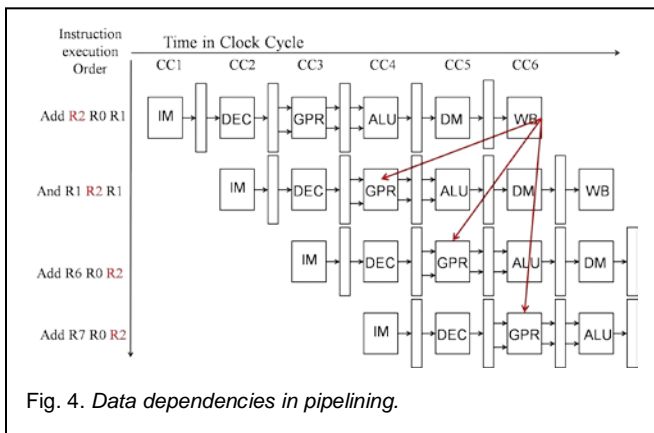 Instruction
execution
Order
Time in Clock Cycle
CC1 CC2 CC3 CC4 CC5 CC6
Add R2 R0 R1 IM DEC GPR ALU DM WB
And R1 R2 R1 IM DEC GPR ALU DM WB
Add R6 R0 R2 IM DEC GPR ALU DM
Add R7 R0 R2 IM DEC GPR ALU
Fig. 4. Data dependencies in pipelining.